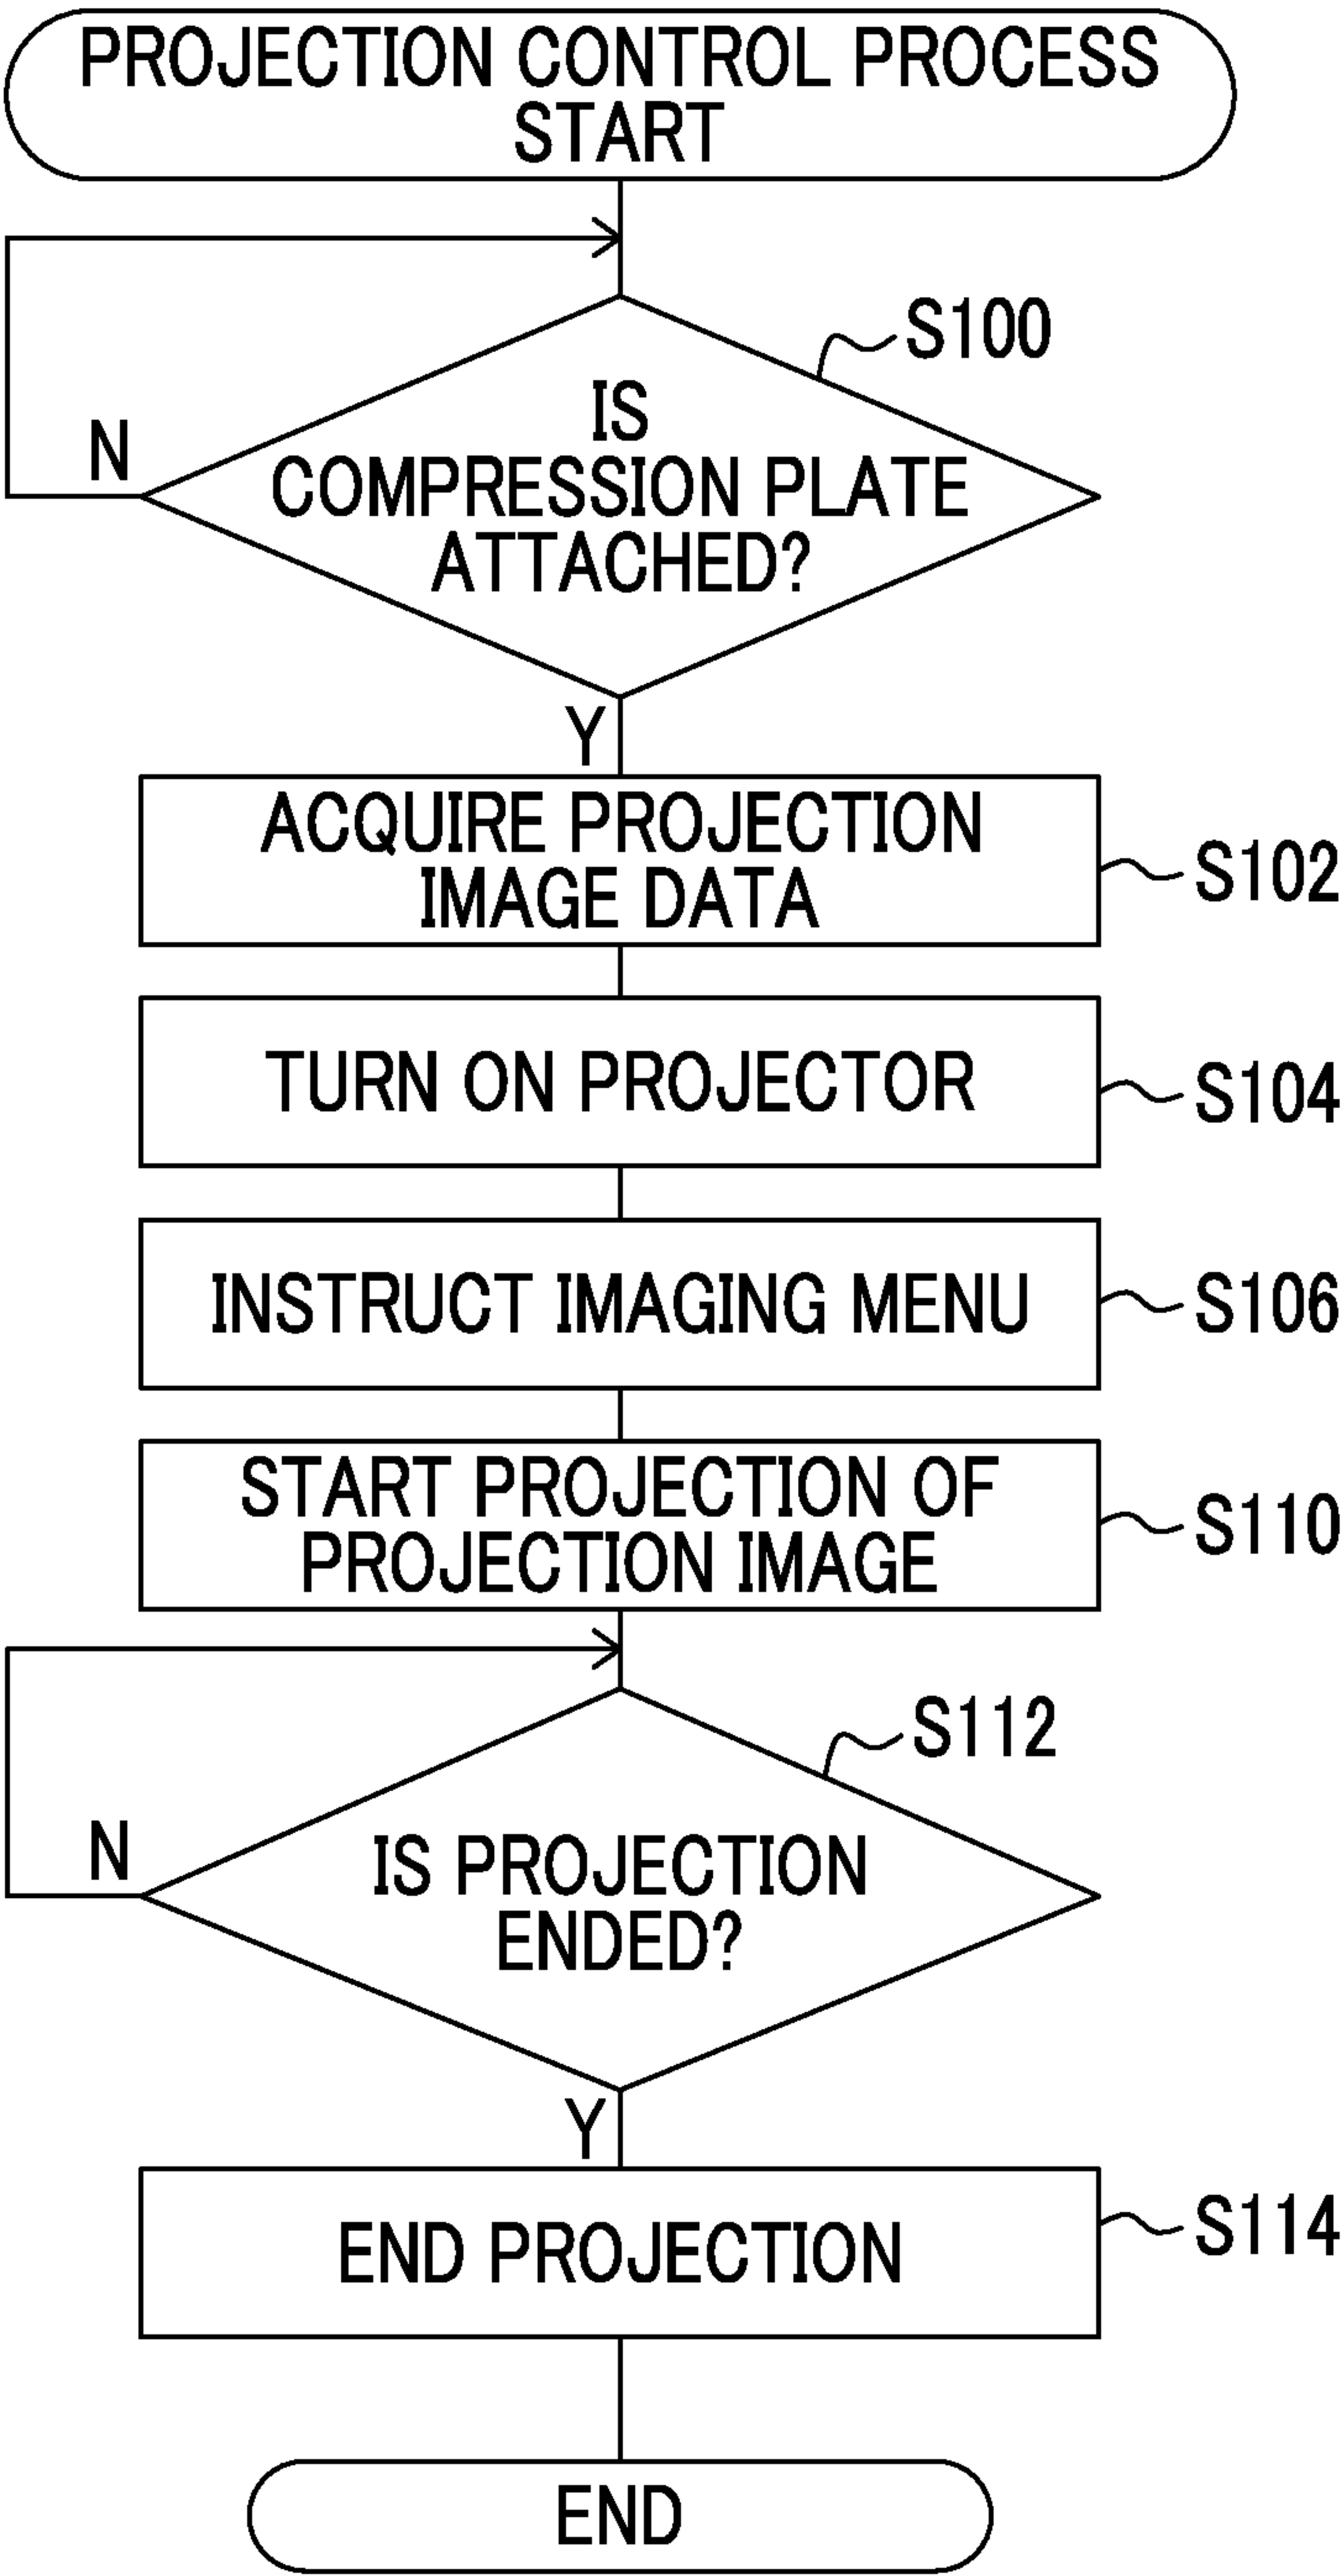 PROJECTION CONTROL PROCESS
START
S100
IS
COMPRESSION PLATE
ATTACHED?
N
Y
ACQUIRE PROJECTION
IMAGE DATA
S102
TURN ON PROJECTOR
S104
INSTRUCT IMAGING MENU
S106
START PROJECTION OF
PROJECTION IMAGE
S110
S112
IS PROJECTION
ENDED?
N
Y
END PROJECTION
S114
END